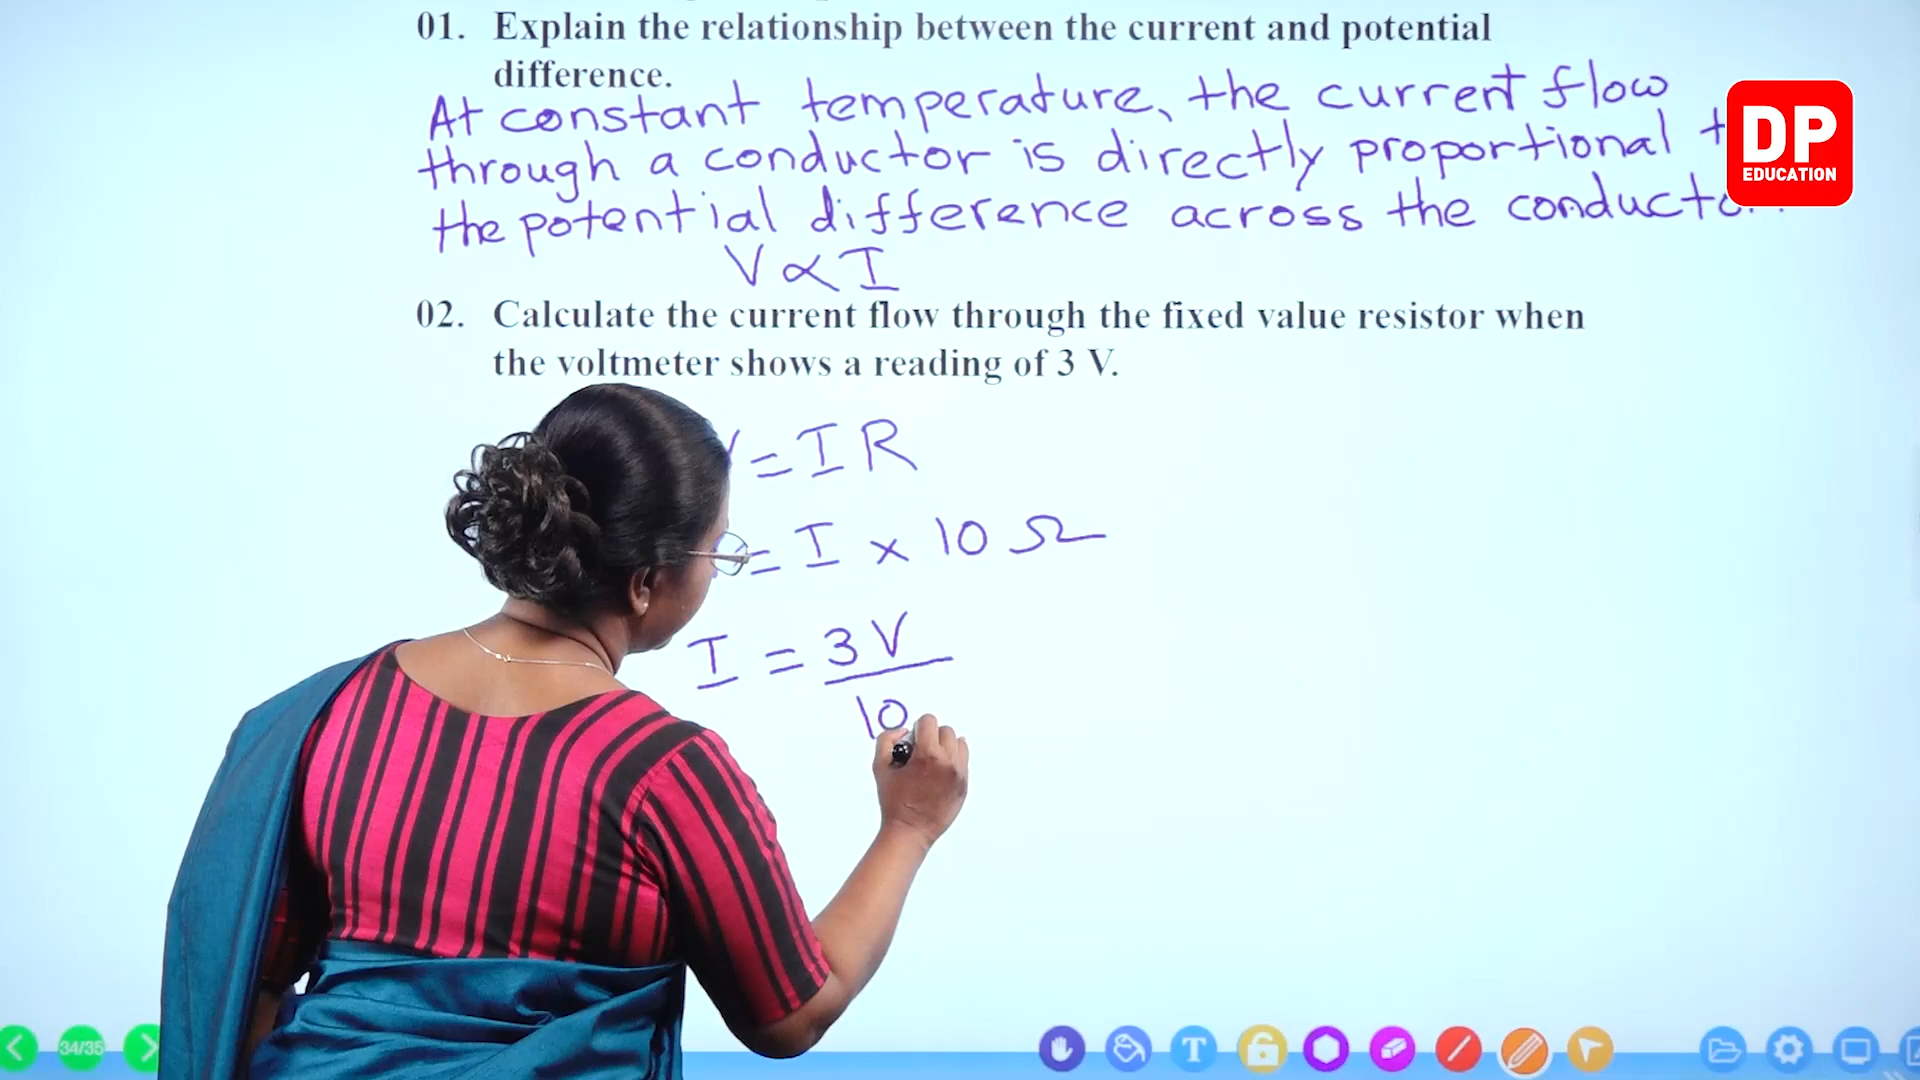 01. Explain the relationship between the current and potential
difference.
At constant temperature, the current flow
through a conductor is directly proportional t
the potential difference across the conductor.
V ∝ I
02. Calculate the current flow through the fixed value resistor when
the voltmeter shows a reading of 3 V.
= I R
= I × 10 Ω
I = 3 V
10
DP
EDUCATION
34/35
T